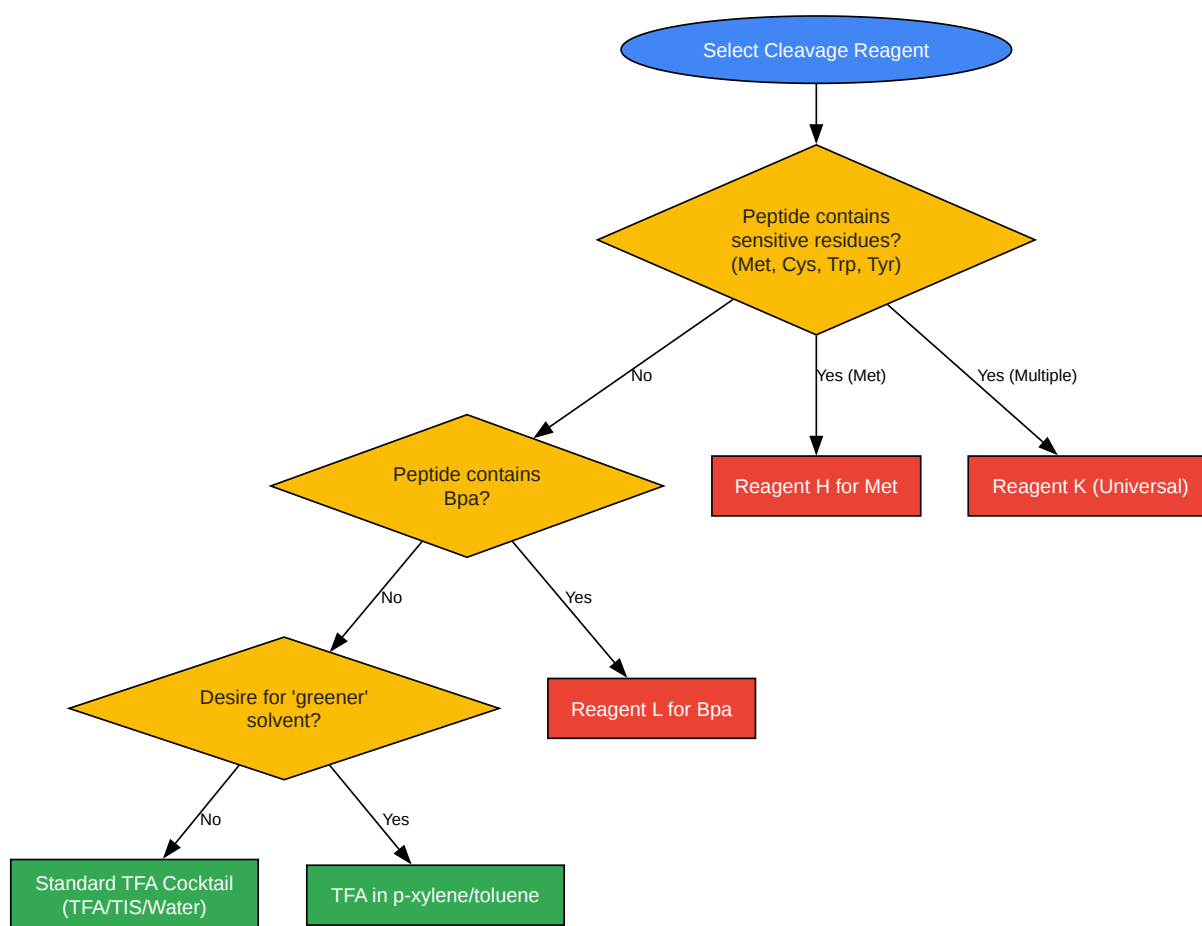 Select Cleavage Reagent
Peptide contains
sensitive residues?
(Met, Cys, Trp, Tyr)
No
Yes (Met)
Yes (Multiple)
Peptide contains
Bpa?
Reagent H for Met
Reagent K (Universal)
No
Yes
Desire for 'greener'
solvent?
Reagent L for Bpa
No
Yes
Standard TFA Cocktail
(TFA/TIS/Water)
TFA in p-xylene/toluene